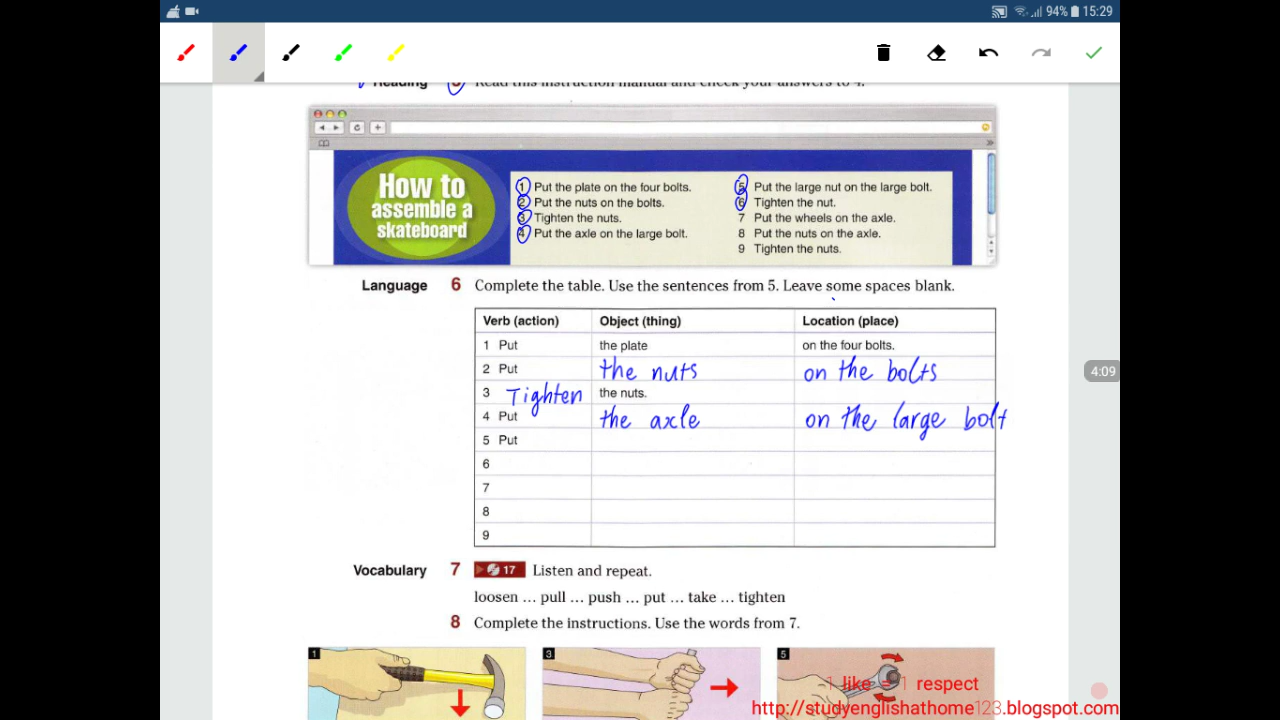 94% 15:29
Reading 5 Read this instruction manual and check your answers to 4.
How to
assemble a
skateboard
1 Put the plate on the four bolts.
2 Put the nuts on the bolts.
3 Tighten the nuts.
4 Put the axle on the large bolt.
5 Put the large nut on the large bolt.
6 Tighten the nut.
7 Put the wheels on the axle.
8 Put the nuts on the axle.
9 Tighten the nuts.
Language 6 Complete the table. Use the sentences from 5. Leave some spaces blank.
Verb (action) Object (thing) Location (place)
1 Put the plate on the four bolts.
2 Put the nuts on the bolts
3 Tighten the nuts.
4 Put the axle on the large bolt
5 Put
6
7
8
9
4:09
Vocabulary 7 17 Listen and repeat.
loosen ... pull ... push ... put ... take ... tighten
8 Complete the instructions. Use the words from 7.
1 3 5
1 like = 1 respect
http://studyenglishathome123.blogspot.com/